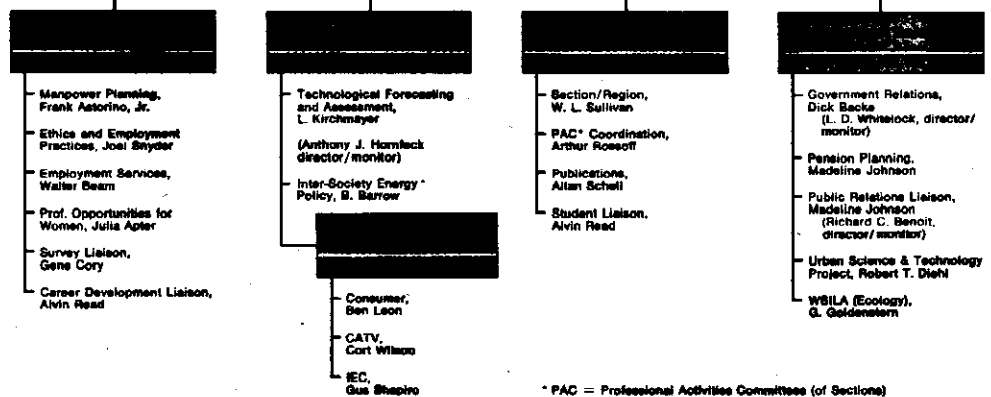 Manpower Planning,
Frank Astorino, Jr.
Ethics and Employment
Practices, Joel Snyder
Employment Services,
Walter Beam
Prof. Opportunities for
Women, Julia Apter
Survey Liaison,
Gene Cory
Career Development Liaison,
Alvin Read
Technological Forecasting
and Assessment,
L. Kirchmayer
(Anthony J. Hornfeck
director/monitor)
Inter-Society Energy
Policy, B. Barrow
Consumer,
Ben Leon
CATV,
Cort Wilson
IEC,
Gus Shapiro
Section/Region,
W. L. Sullivan
PAC* Coordination,
Arthur Rossoff
Publications,
Allan Schell
Student Liaison,
Alvin Read
Government Relations,
Dick Backe
(L. D. Whitelock, director/
monitor)
Pension Planning,
Madeline Johnson
Public Relations Liaison,
Madeline Johnson
(Richard C. Benoit,
director/monitor)
Urban Science & Technology
Project, Robert T. Diehl
WSILA (Ecology),
G. Goldenstern
* PAC = Professional Activities Committees (of Sections)